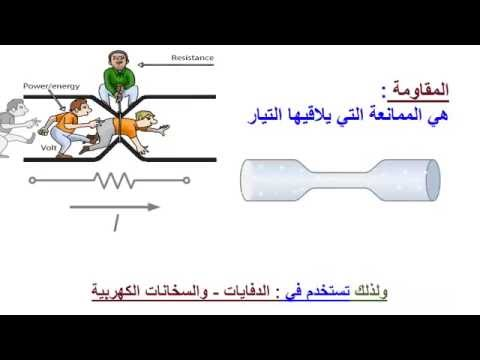 Resistance
Power/energy
Volt
I
المقاومة :
هي الممانعة التي يلاقيها التيار
ولذلك تستخدم في : الدفايات - والسخانات الكهربية